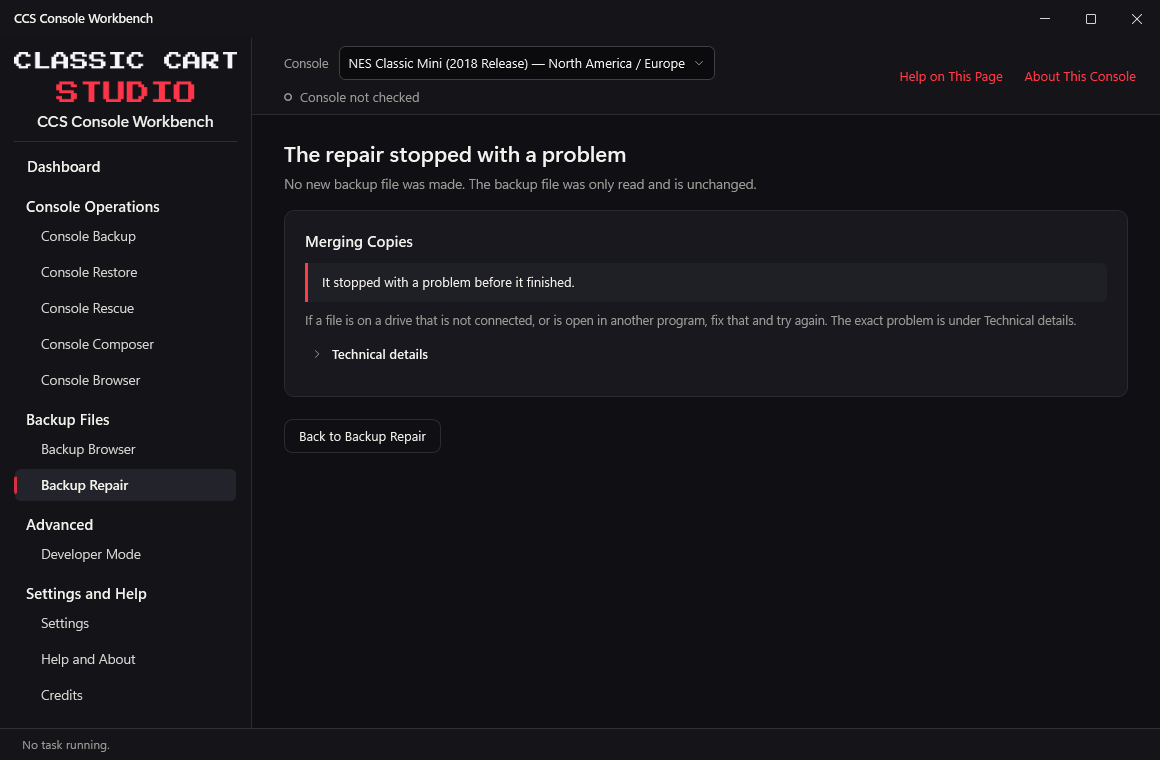 CCS Console Workbench
CLASSIC CART
STUDIO
CCS Console Workbench
Dashboard
Console Operations
Console Backup
Console Restore
Console Rescue
Console Composer
Console Browser
Backup Files
Backup Browser
Backup Repair
Advanced
Developer Mode
Settings and Help
Settings
Help and About
Credits
Console
NES Classic Mini (2018 Release) — North America / Europe
Console not checked
Help on This Page
About This Console
The repair stopped with a problem
No new backup file was made. The backup file was only read and is unchanged.
Merging Copies
It stopped with a problem before it finished.
If a file is on a drive that is not connected, or is open in another program, fix that and try again. The exact problem is under Technical details.
Technical details
Back to Backup Repair
No task running.